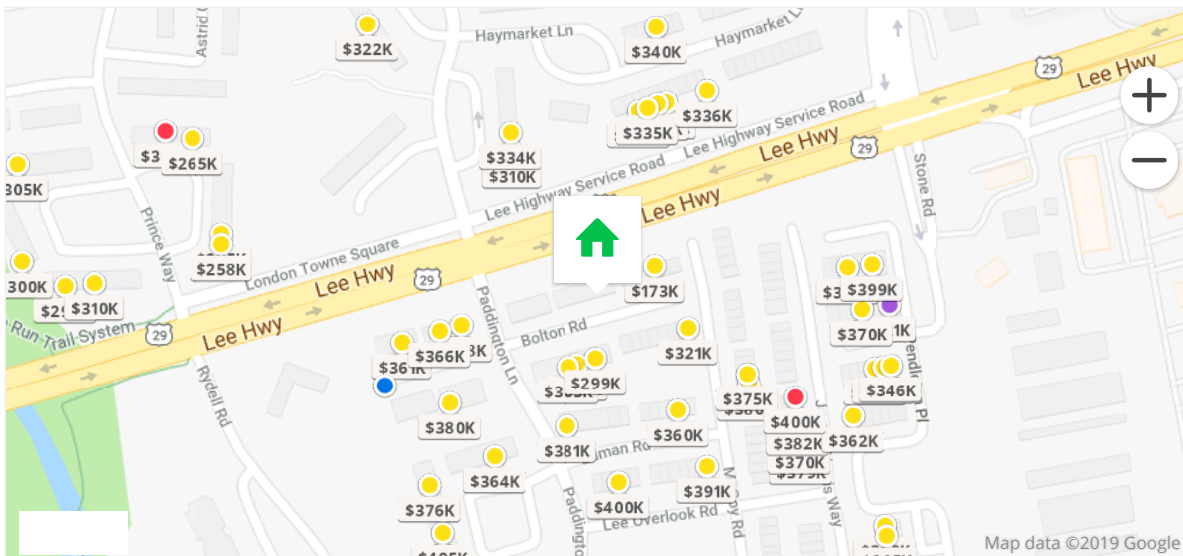 $322K
Haymarket Ln
$340K
Haymarket Ln
29
Lee Hwy
$336K
$335K
Lee Highway Service Road
Lee Hwy
29
$265K
$334K
$310K
305K
Lee Highway Service Road
Stone Rd
Lee Hwy
Prince Way
London Towne Square
$258K
Lee Hwy
29
$173K
$399K
300K
$310K
Run Trail-System
29
Lee Hwy
Paddington Ln
Bolton Rd
$370K
$321K
$366K
$361K
$299K
$346K
Rydell Rd
$375K
$380K
$400K
$360K
$381K
$382K
$362K
$370K
$364K
$391K
$376K
$400K
Lee Overlook Rd
Map data ©2019 Google